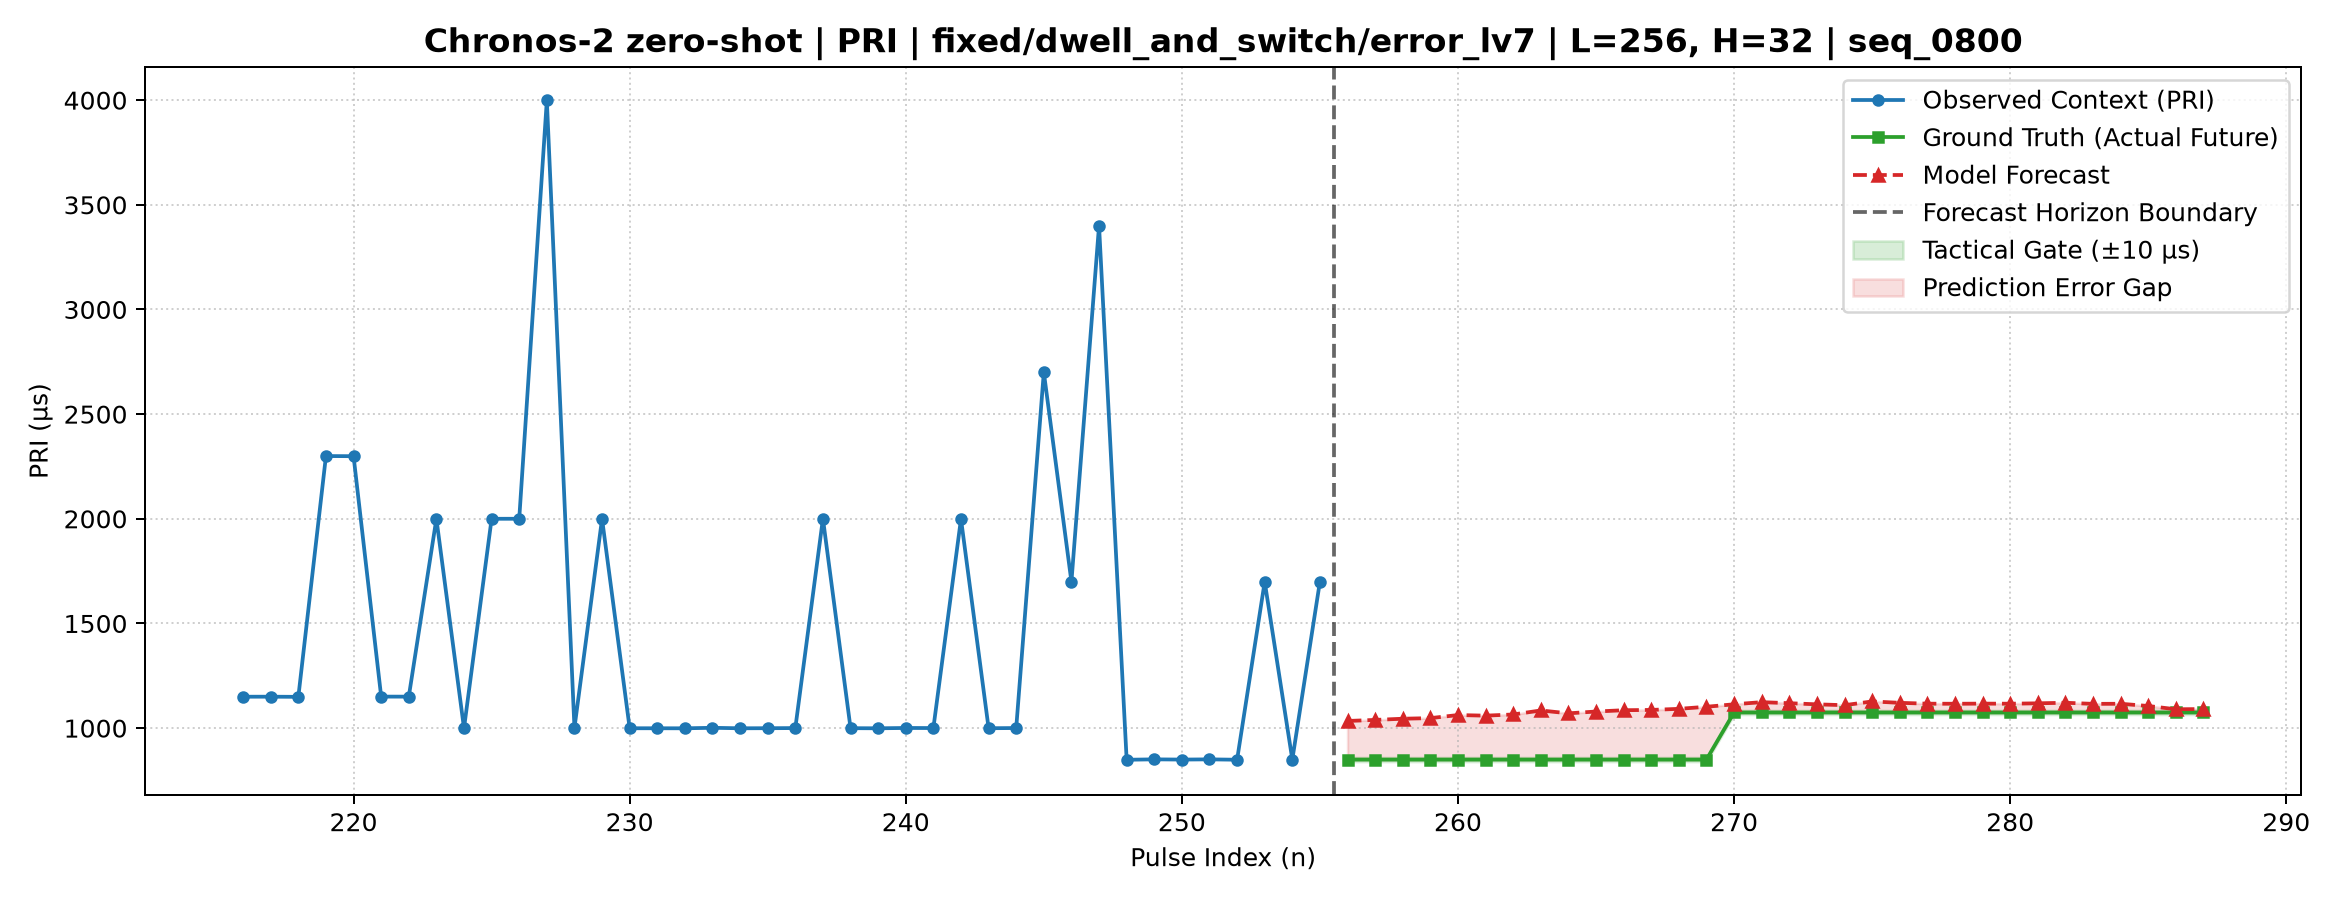 Chronos-2 zero-shot | PRI | fixed/dwell_and_switch/error_lv7 | L=256, H=32 | seq_0800
Observed Context (PRI)
Ground Truth (Actual Future)
Model Forecast
Forecast Horizon Boundary
Tactical Gate (±10 µs)
Prediction Error Gap
PRI (µs)
4000
3500
3000
2500
2000
1500
1000
220 230 240 250 260 270 280 290
Pulse Index (n)